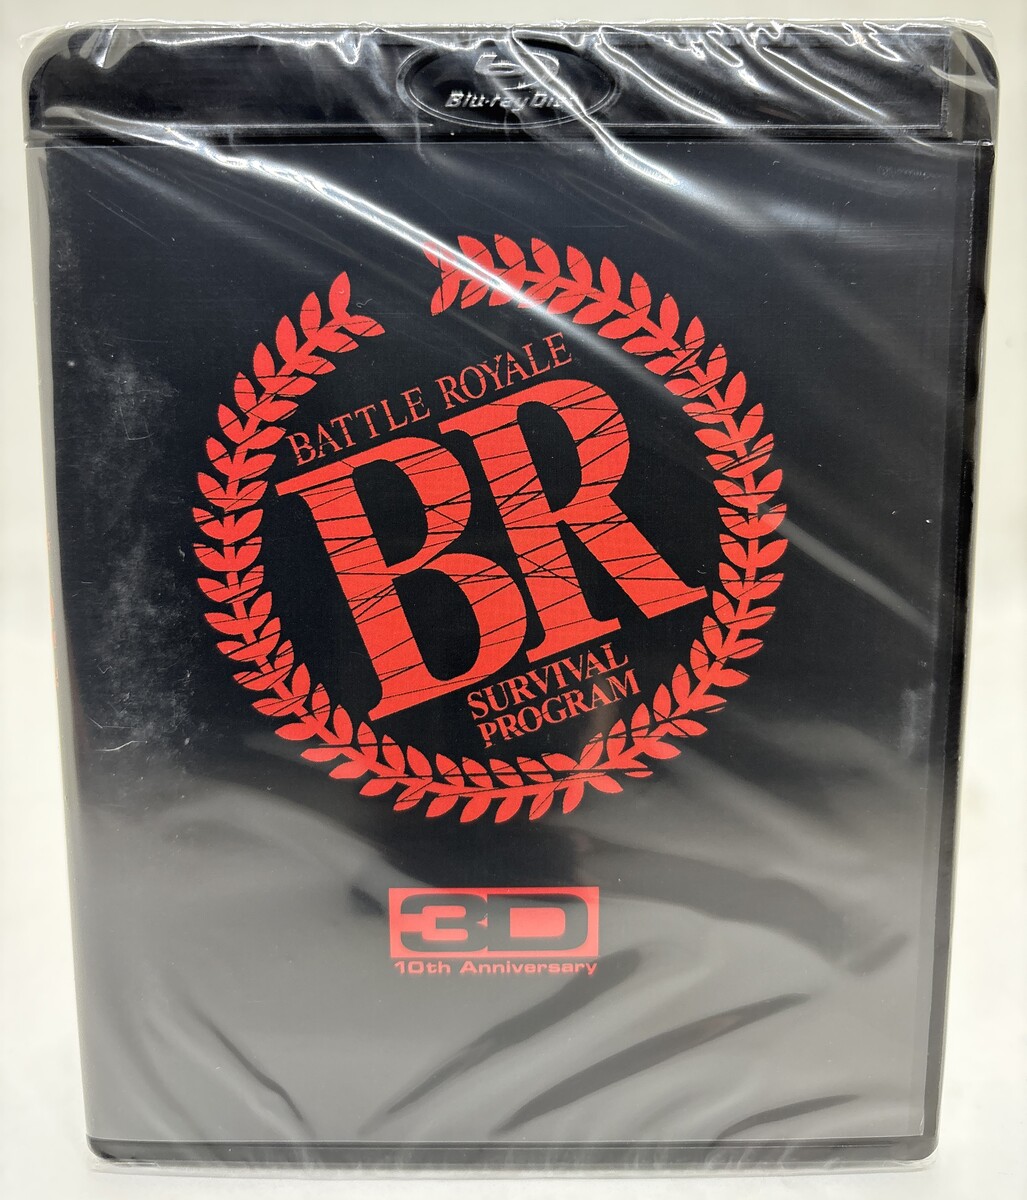 Blu-ray Disc
BATTLE ROYALE
BR
SURVIVAL
PROGRAM
3D
10th Anniversary